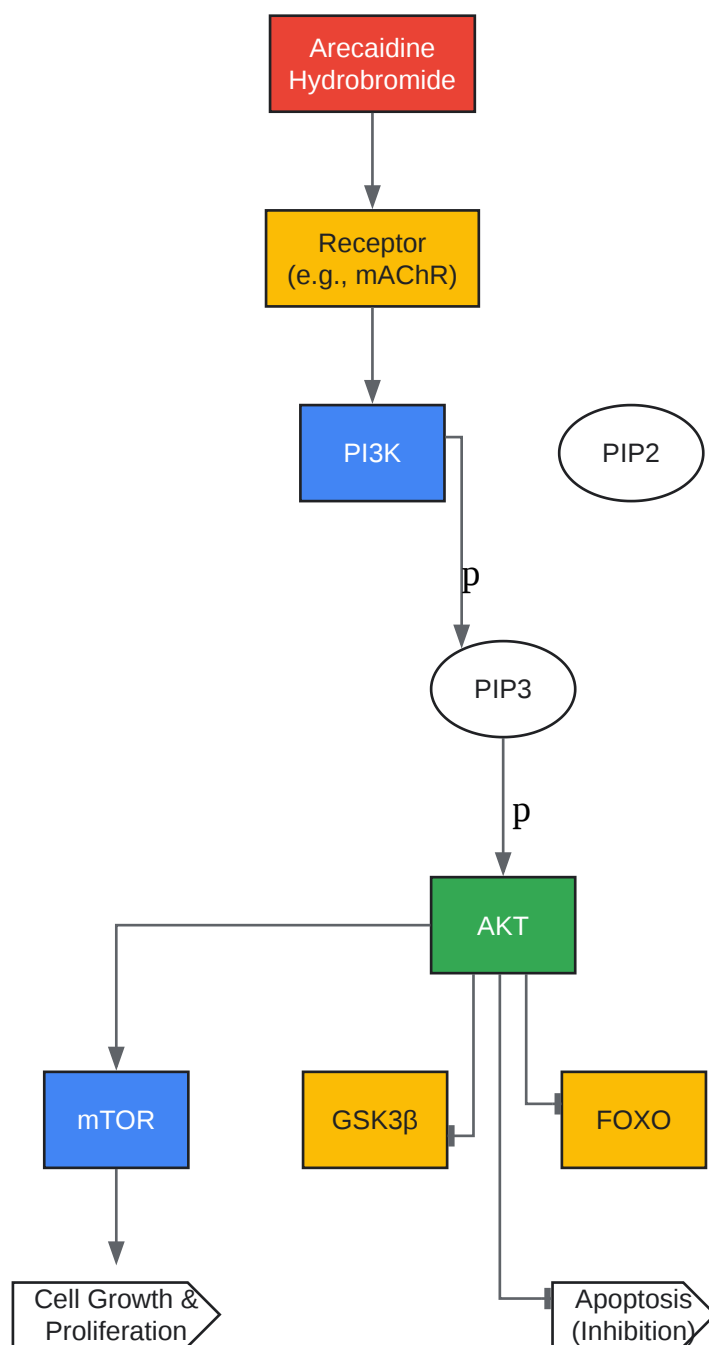 Arecaidine
Hydrobromide
Receptor
(e.g., mAChR)
PI3K
PIP2
p
PIP3
p
AKT
mTOR
GSK3β
FOXO
Cell Growth &
Proliferation
Apoptosis
(Inhibition)